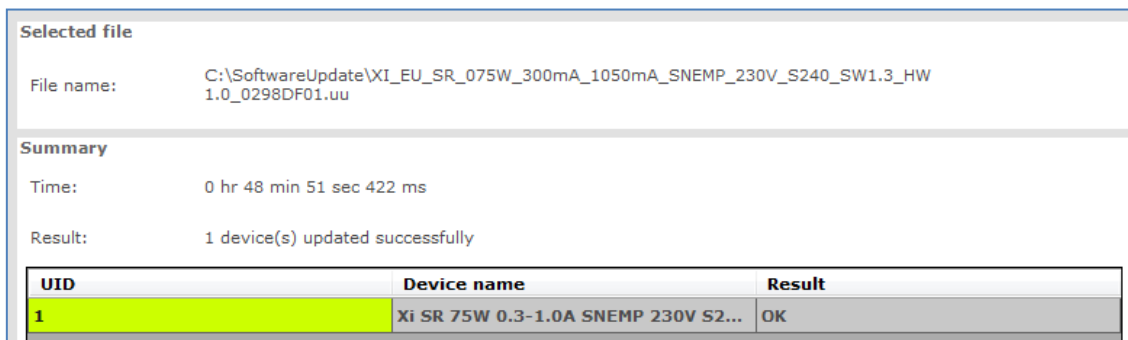 Selected file
File name: C:\SoftwareUpdate\XI_EU_SR_075W_300mA_1050mA_SNEMP_230V_S240_SW1.3_HW
1.0_0298DF01.uu
Summary
Time: 0 hr 48 min 51 sec 422 ms
Result: 1 device(s) updated successfully
UID Device name Result
1 Xi SR 75W 0.3-1.0A SNEMP 230V S2... OK